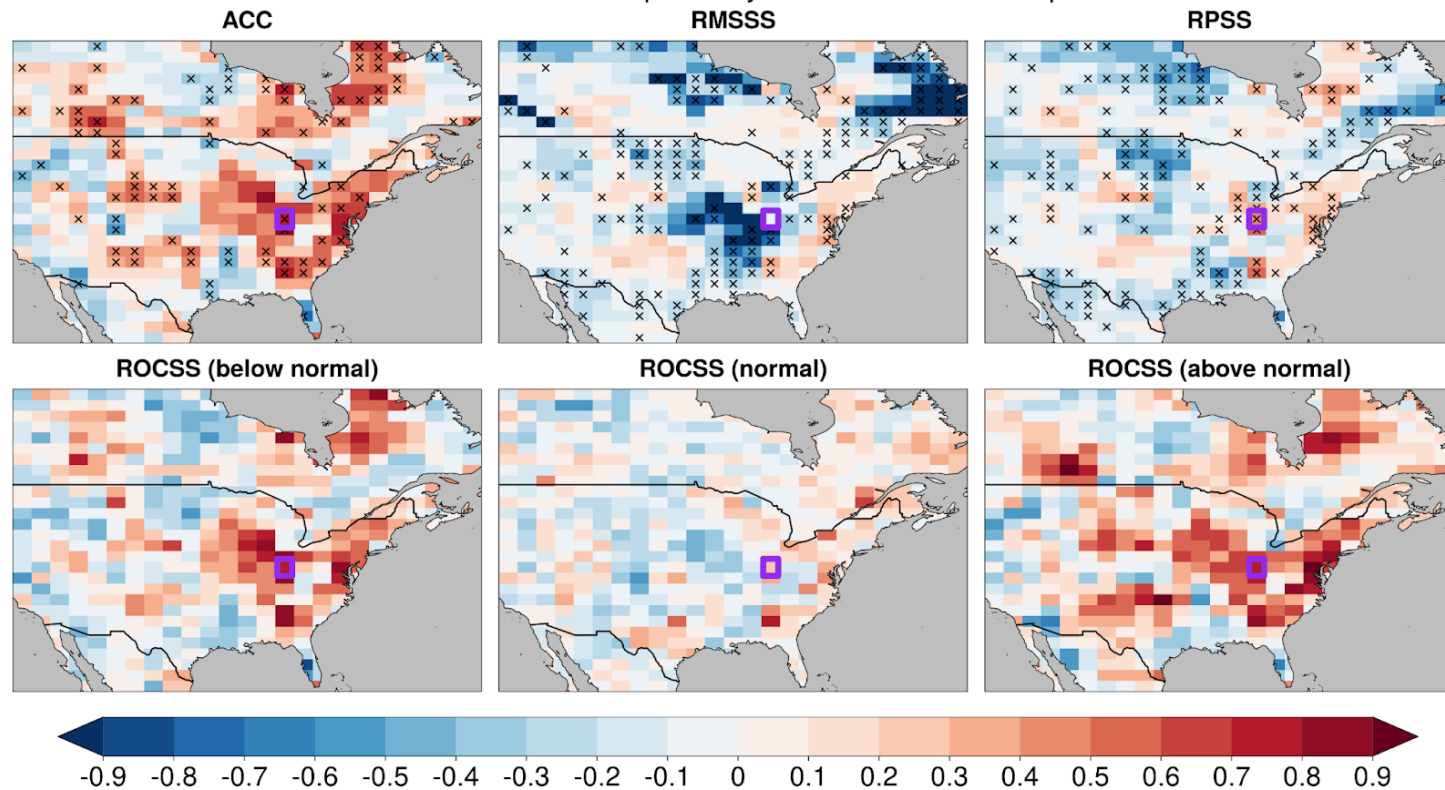 ACC
RMSSS
RPSS
ROCSS (below normal)
ROCSS (normal)
ROCSS (above normal)
-0.9 -0.8 -0.7 -0.6 -0.5 -0.4 -0.3 -0.2 -0.1 0 0.1 0.2 0.3 0.4 0.5 0.6 0.7 0.8 0.9